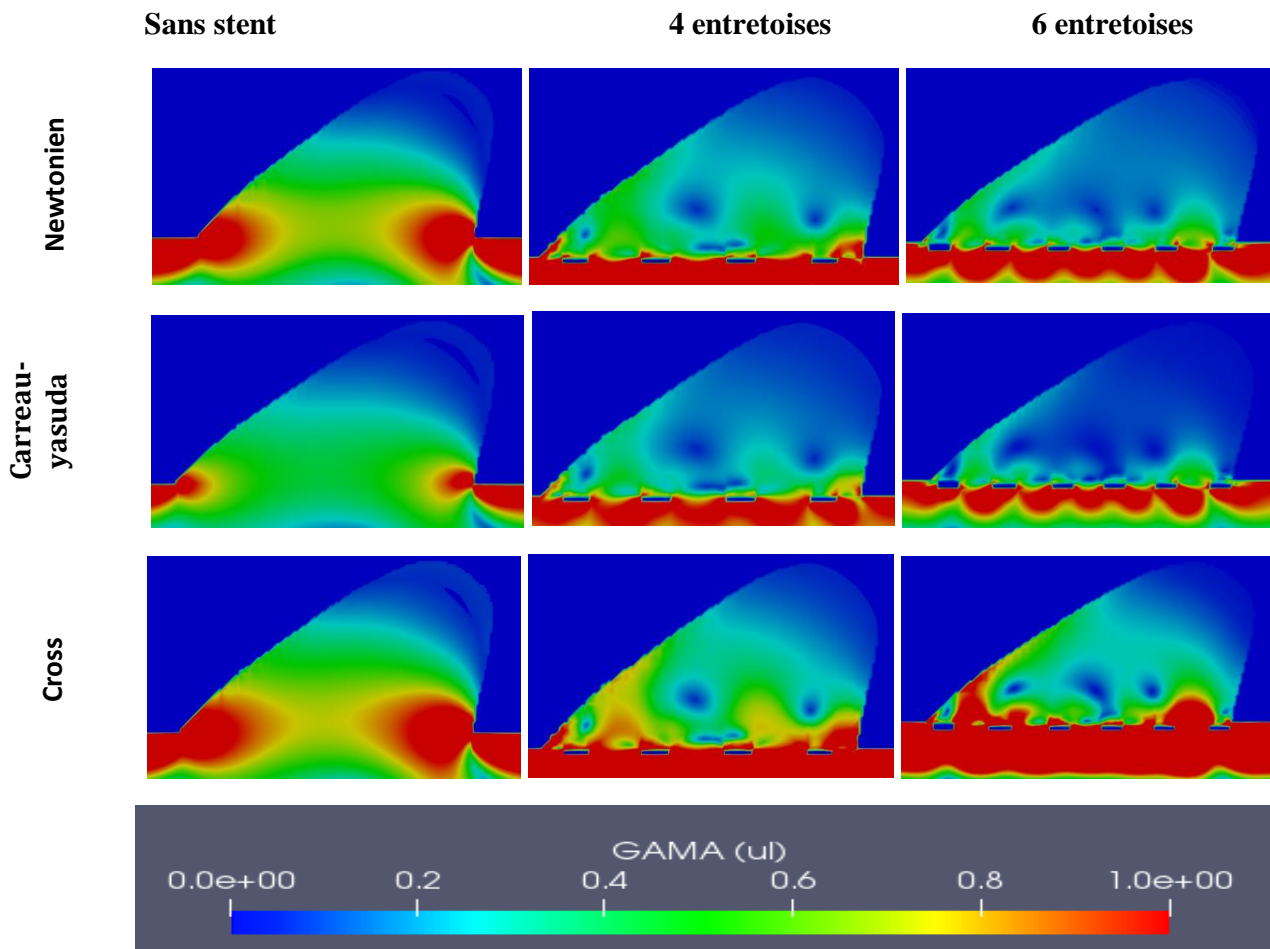 Sans stent
4 entretoises
6 entretoises
Newtonien
Carreau-
yasuda
Cross
GAMA (ul)
0.0e+00 0.2 0.4 0.6 0.8 1.0e+00